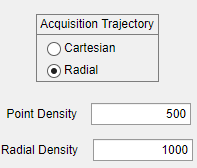 Acquisition Trajectory
Cartesian
Radial
Point Density 500
Radial Density 1000